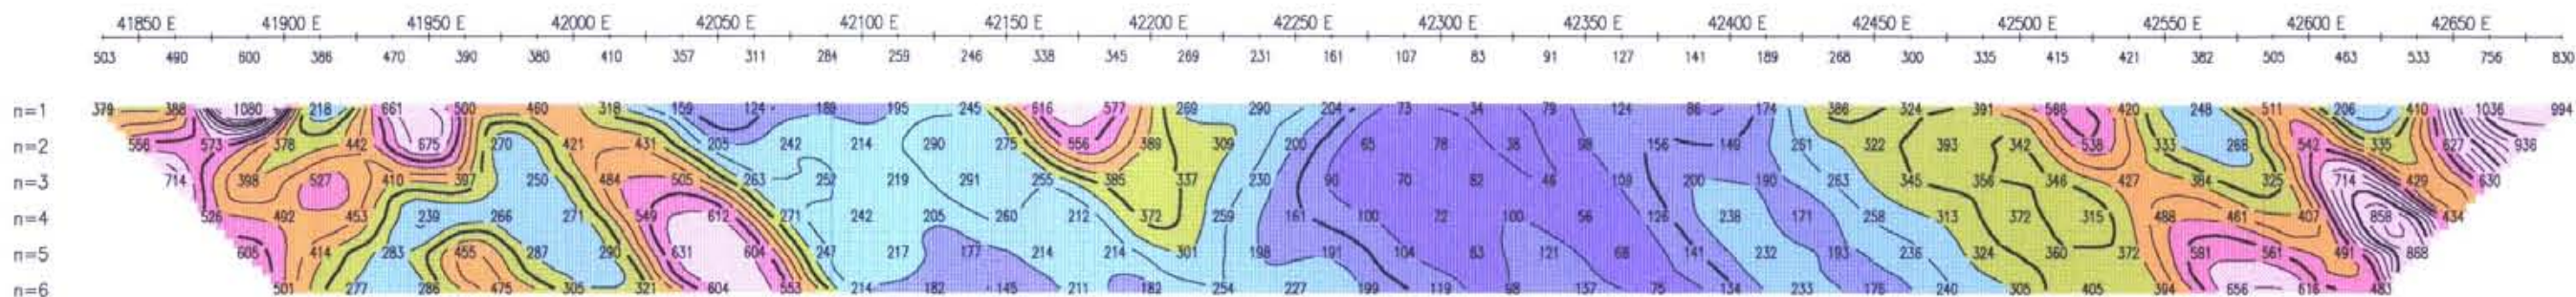 41850 E 41900 E 41950 E 42000 E 42050 E 42100 E 42150 E 42200 E 42250 E 42300 E 42350 E 42400 E 42450 E 42500 E 42550 E 42600 E 42650 E
503 490 600 386 470 390 380 410 357 311 284 259 246 338 345 269 231 161 107 83 91 127 141 189 268 300 335 415 421 382 505 463 533 756 830
n=1 379 388 1080 218 661 500 460 318 159 124 189 195 245 616 577 269 290 204 73 34 79 124 86 174 386 324 391 566 420 248 511 206 410 1036 994
n=2 566 573 378 442 675 270 421 431 205 242 214 290 275 556 389 309 200 65 78 38 98 156 149 261 322 393 342 538 333 268 542 335 627 936
n=3 714 398 527 410 397 250 484 505 263 252 219 291 255 385 337 230 96 70 82 46 109 200 190 263 345 356 346 427 384 325 714 429 630
n=4 526 492 453 239 266 271 549 612 271 242 205 260 212 372 259 161 100 72 100 56 126 238 171 258 313 372 315 488 461 407 858 434
n=5 608 414 283 455 287 290 631 604 247 217 177 214 214 301 198 191 104 83 121 68 141 232 193 236 324 360 372 591 561 491 868
n=6 501 277 286 475 305 321 604 553 214 182 145 211 182 254 227 199 119 98 137 75 134 233 176 240 305 405 394 656 616 483